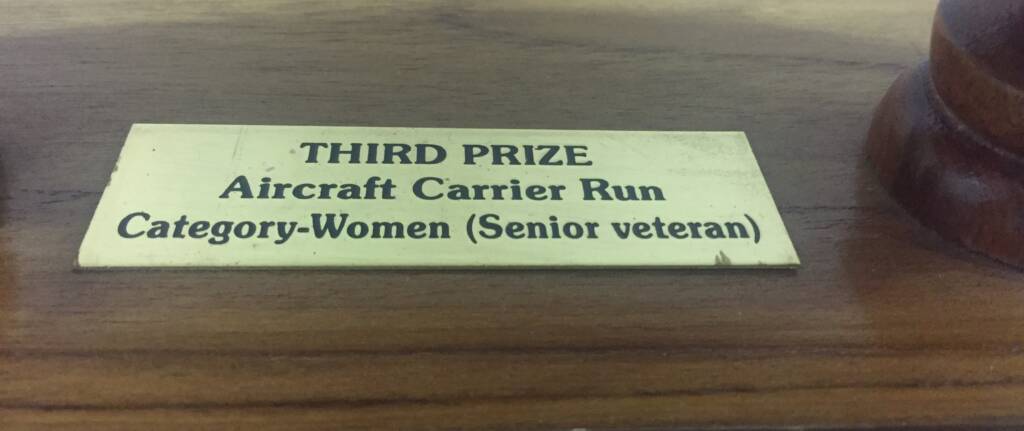 THIRD PRIZE
Aircraft Carrier Run
Category-Women (Senior veteran)